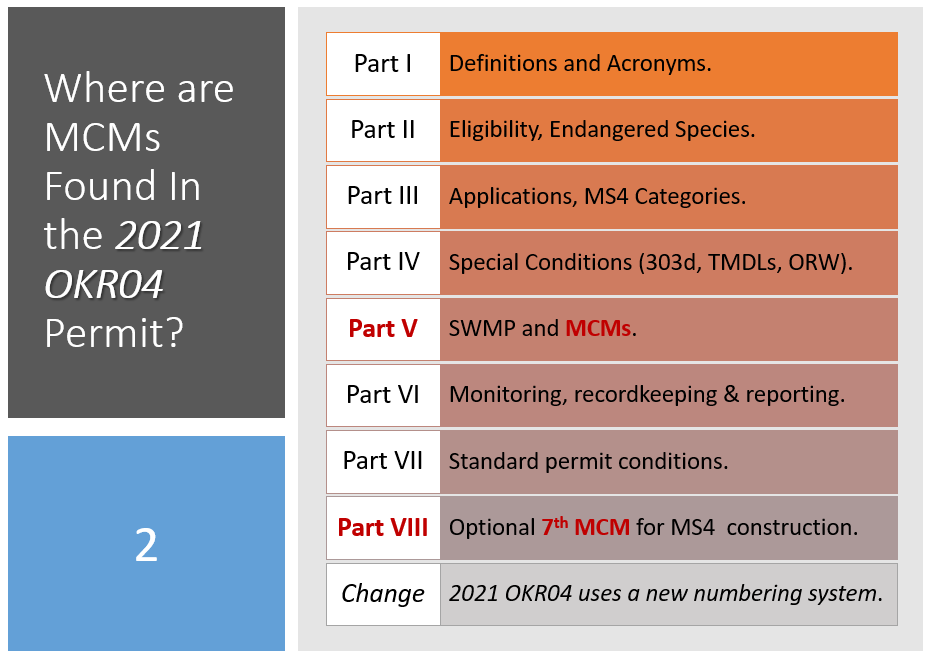 Where are
MCMs
Found In
the 2021
OKR04
Permit?
2
Part I Definitions and Acronyms.
Part II Eligibility, Endangered Species.
Part III Applications, MS4 Categories.
Part IV Special Conditions (303d, TMDLs, ORW).
Part V SWMP and MCMs.
Part VI Monitoring, recordkeeping & reporting.
Part VII Standard permit conditions.
Part VIII Optional 7th MCM for MS4  construction.
Change 2021 OKR04 uses a new numbering system.